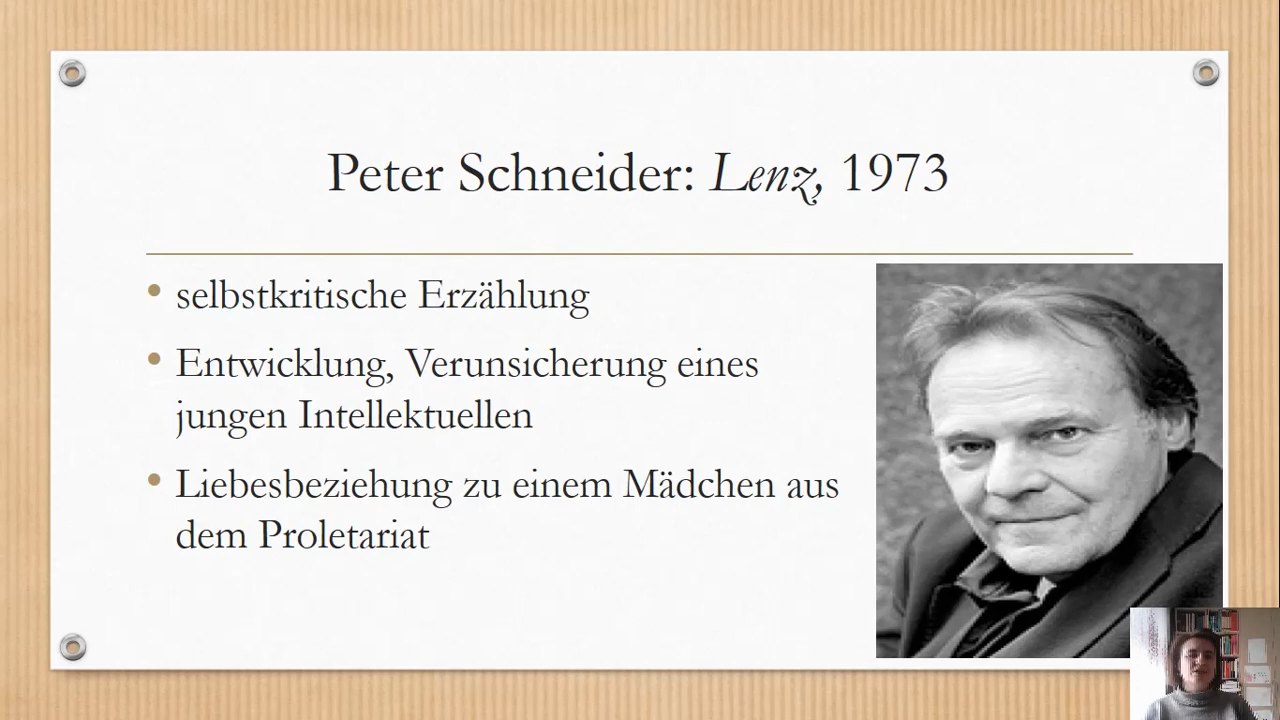 Peter Schneider: Lenz, 1973
• selbstkritische Erzählung
• Entwicklung, Verunsicherung eines
jungen Intellektuellen
• Liebesbeziehung zu einem Mädchen aus
dem Proletariat